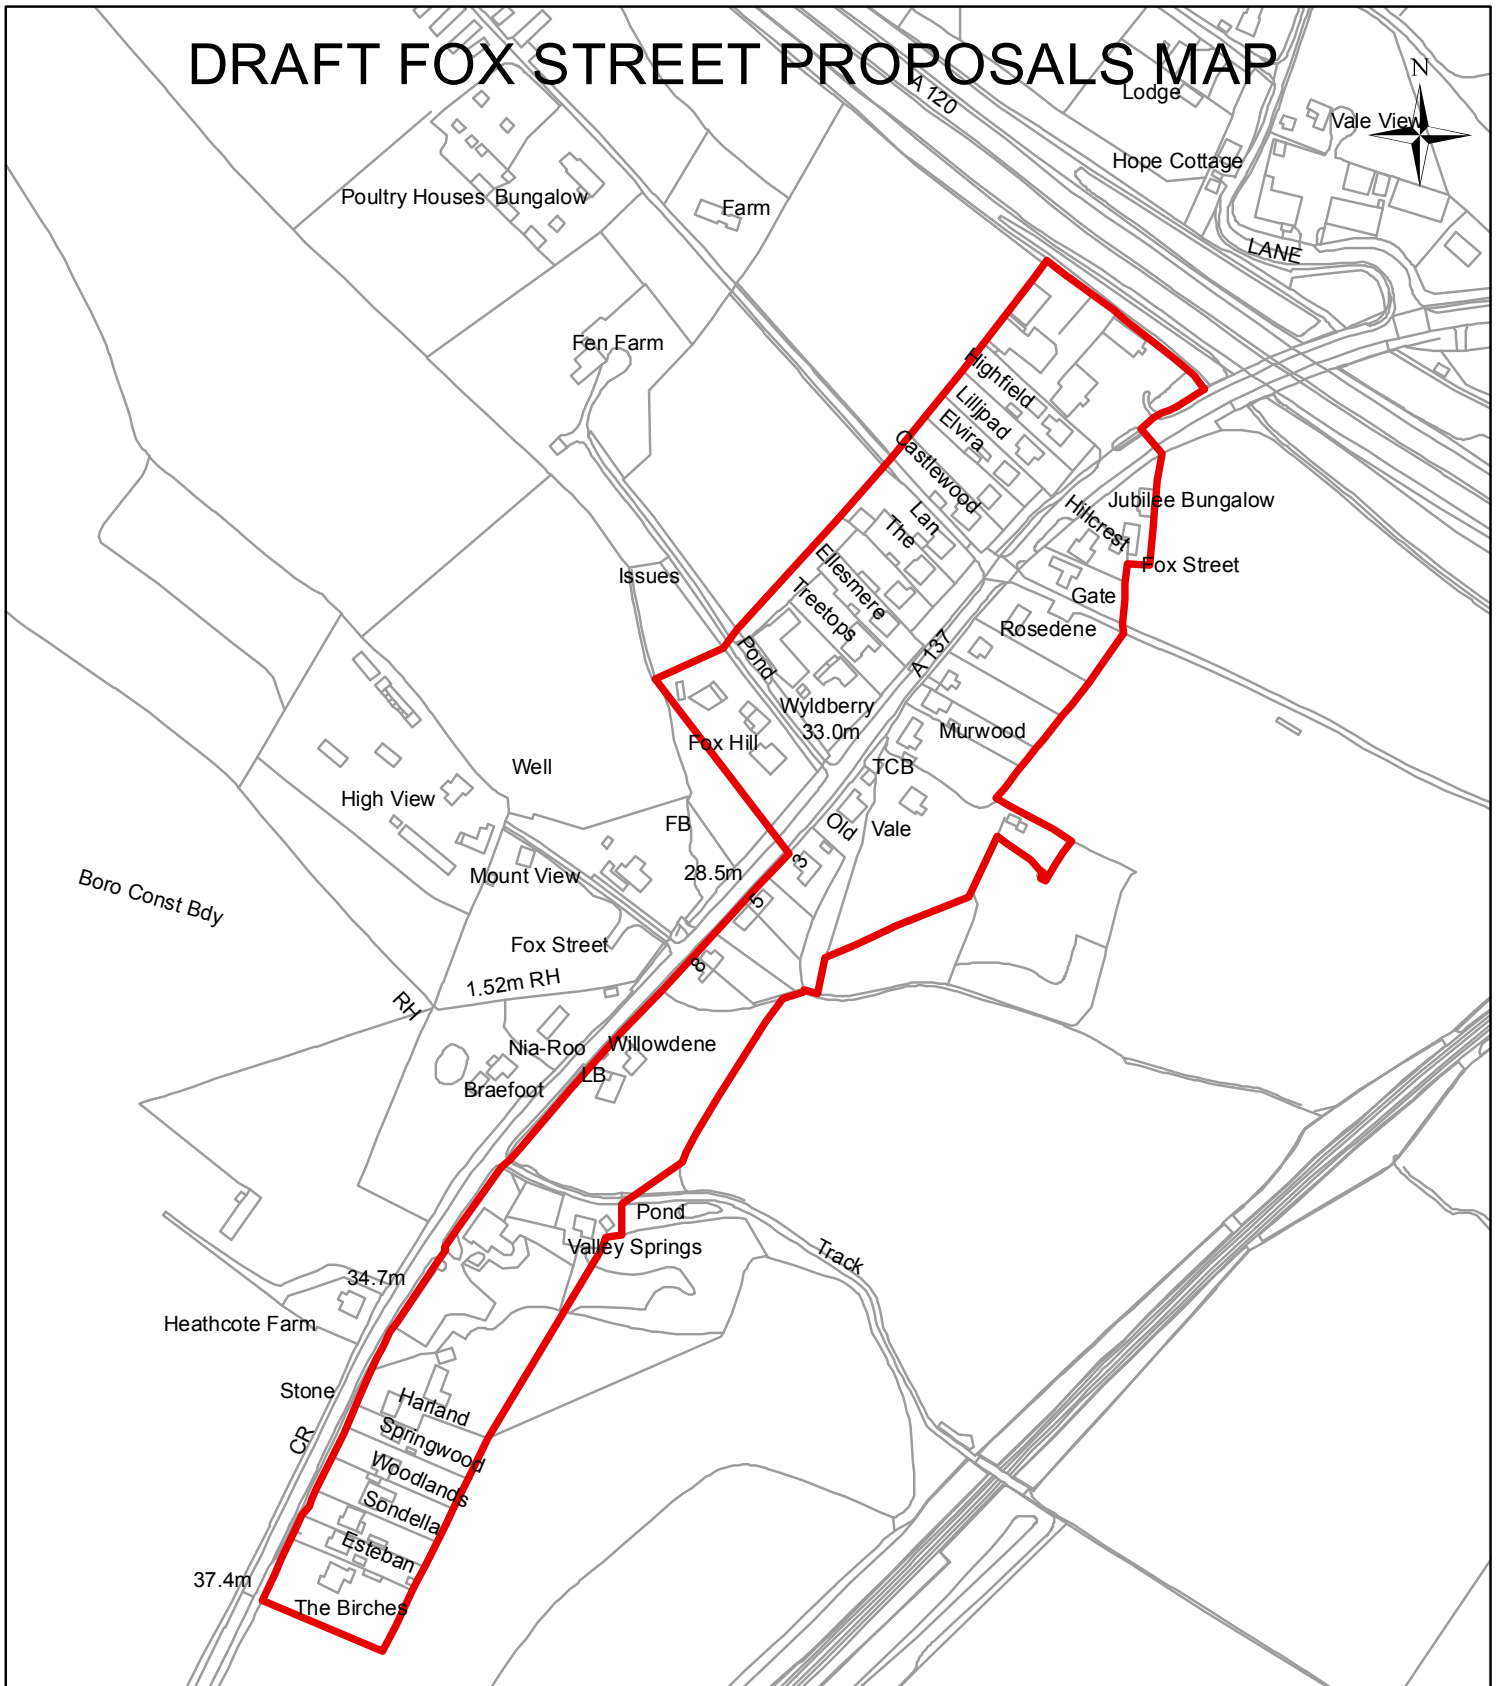 DRAFT FOX STREET PROPOSALS MAP
N
A 120
Lodge
Vale View
Hope Cottage
Poultry Houses
Bungalow
Farm
LANE
Fen Farm
Highfield
Lilljpad
Elvira
Castlewood
Jubilee Bungalow
Hillcrest
Lan
The
Fox Street
Ellesmere
Issues
Treetops
Gate
Rosedene
A 137
Pond
Wyldberry
33.0m
Murwood
Fox Hill
Well
TCB
High View
FB
Old
Vale
3
28.5m
Mount View
Boro Const Bdy
5
Fox Street
8
1.52m RH
RH
Nia-Roo
Willowdene
LB
Braefoot
Pond
Valley Springs
Track
34.7m
Heathcote Farm
Stone
Harland
CR
Springwood
Woodlands
Sondella
Esteban
37.4m
The Birches